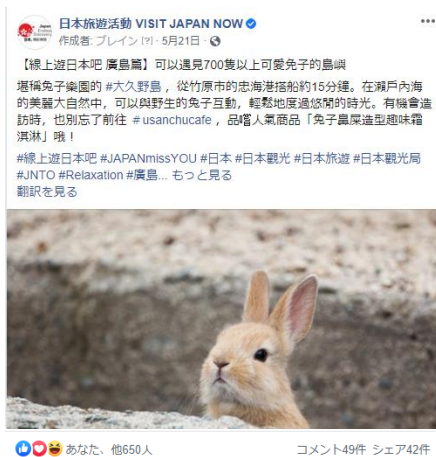 日本旅遊活動 VISIT JAPAN NOW
作成者: ブレイン [?]・5月21日・
【線上遊日本吧 廣島篇】可以遇見700隻以上可愛兔子的島嶼
堪稱兔子樂園的 #大久野島 ，從竹原市的忠海港搭船約15分鐘。在瀨戶內海
的美麗大自然中，可以與野生的兔子互動，輕鬆地度過悠閒的時光。有機會造
訪時，也別忘了前往 #usanchucafe ，品嚐人氣商品「兔子鼻屎造型趣味霜
淇淋」哦！
#線上遊日本吧 #JAPANmissYOU #日本 #日本觀光 #日本旅遊 #日本觀光局
#JNTO #Relaxation #廣島... もっと見る
翻訳を見る
あなた、他650人
コメント49件 シェア42件